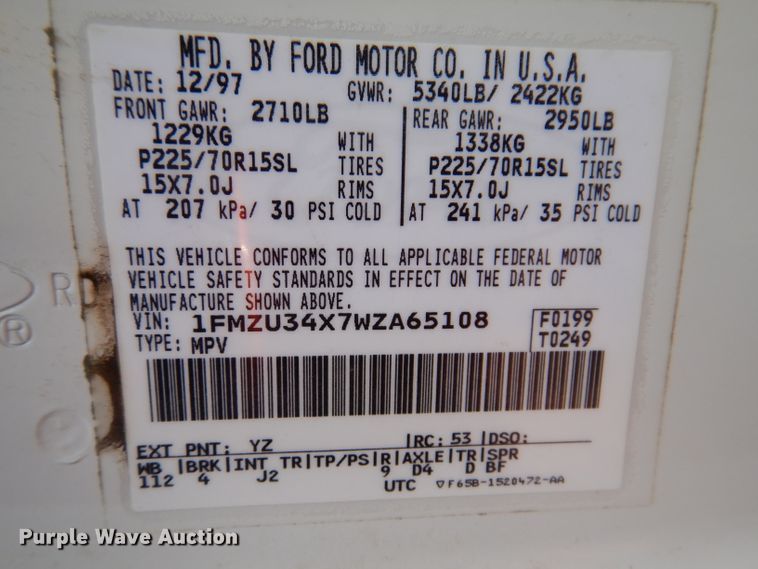 MFD. BY FORD MOTOR CO. IN U.S.A.
DATE: 12/97 GVWR: 5340LB/ 2422KG
FRONT GAWR: 2710LB REAR GAWR: 2950LB
1229KG WITH 1338KG WITH
P225/70R15SL TIRES P225/70R15SL TIRES
15X7.0J RIMS 15X7.0J RIMS
AT 207 kPa/ 30 PSI COLD AT 241 kPa/ 35 PSI COLD
THIS VEHICLE CONFORMS TO ALL APPLICABLE FEDERAL MOTOR
VEHICLE SAFETY STANDARDS IN EFFECT ON THE DATE OF
MANUFACTURE SHOWN ABOVE.
VIN: 1FMZU34X7WZA65108 F0199
TYPE: MPV T0249
RD
®
EXT PNT: YZ RC: 53 DSO:
WB BRK INT TR TP/PS R AXLE TR SPR
112 4 J2 9 D4 D BF
UTC ▽F65B-1520472-AA
Purple Wave Auction